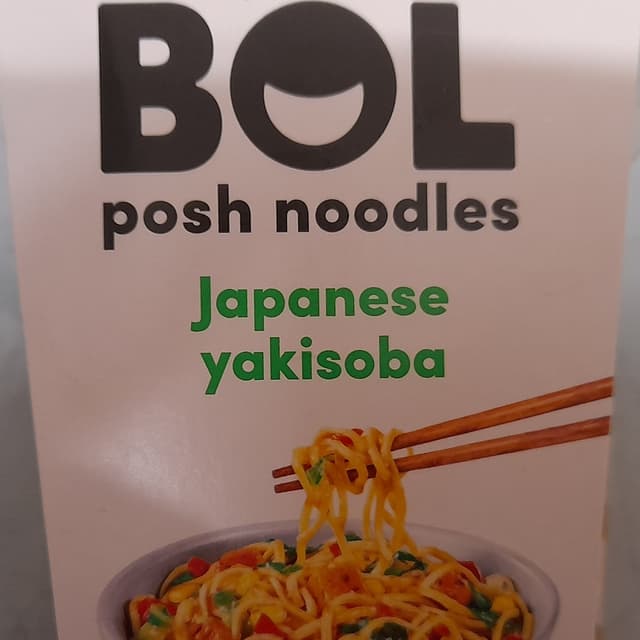 BOL
posh noodles
Japanese
yakisoba